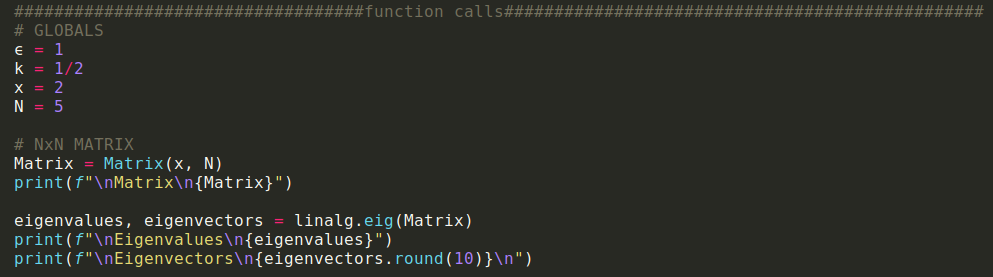 ###################################function calls################################################
# GLOBALS
ϵ = 1
k = 1/2
x = 2
N = 5
# NxN MATRIX
Matrix = Matrix(x, N)
print(f"\nMatrix\n{Matrix}")
eigenvalues, eigenvectors = linalg.eig(Matrix)
print(f"\nEigenvalues\n{eigenvalues}")
print(f"\nEigenvectors\n{eigenvectors.round(10)}\n")